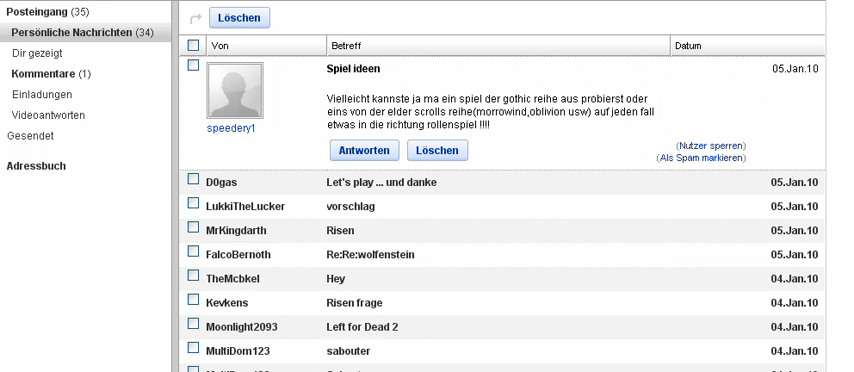 Posteingang (35)
Persönliche Nachrichten (34)
Dir gezeigt
Kommentare (1)
Einladungen
Videoantworten
Gesendet
Adressbuch
Löschen
Von Betreff Datum
Spiel ideen 05.Jan.10
Vielleicht kannste ja ma ein spiel der gothic reihe aus probierst oder
eins von der elder scrolls reihe(morrowind,oblivion usw) auf jeden fall
etwas in die richtung rollenspiel !!!!
speedery1
Antworten Löschen
(Nutzer sperren)
(Als Spam markieren)
D0gas Let's play ... und danke 05.Jan.10
LukkiTheLucker vorschlag 05.Jan.10
MrKingdarth Risen 05.Jan.10
FalcoBernoth Re:Re:wolfenstein 05.Jan.10
TheMcbkel Hey 04.Jan.10
Kevkens Risen frage 04.Jan.10
Moonlight2093 Left for Dead 2 04.Jan.10
MultiDom123 sabouter 04.Jan.10